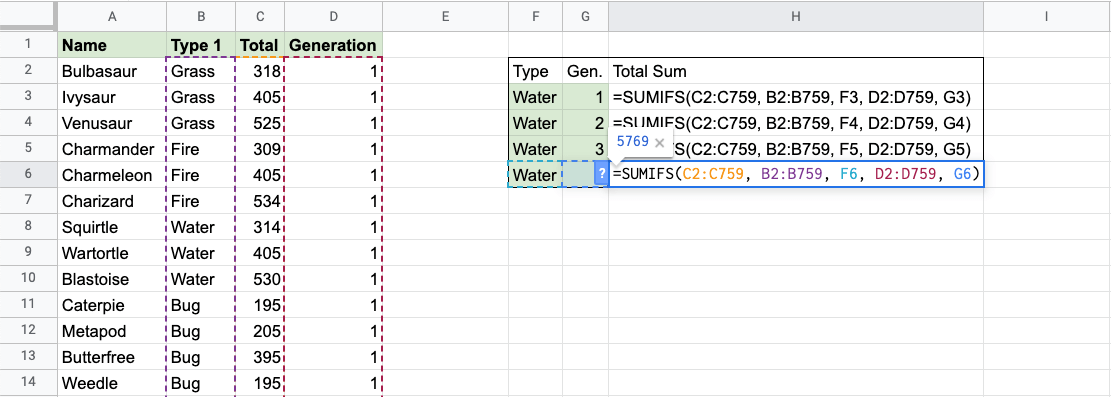 A B C D E F G H I
1 Name Type 1 Total Generation
2 Bulbasaur Grass 318 1 Type Gen. Total Sum
3 Ivysaur Grass 405 1 Water 1 =SUMIFS(C2:C759, B2:B759, F3, D2:D759, G3)
4 Venusaur Grass 525 1 Water 2 =SUMIFS(C2:C759, B2:B759, F4, D2:D759, G4)
5769 ×
5 Charmander Fire 309 1 Water 3 S(C2:C759, B2:B759, F5, D2:D759, G5)
6 Charmeleon Fire 405 1 Water ? =SUMIFS(C2:C759, B2:B759, F6, D2:D759, G6)
7 Charizard Fire 534 1
8 Squirtle Water 314 1
9 Wartortle Water 405 1
10 Blastoise Water 530 1
11 Caterpie Bug 195 1
12 Metapod Bug 205 1
13 Butterfree Bug 395 1
14 Weedle Bug 195 1